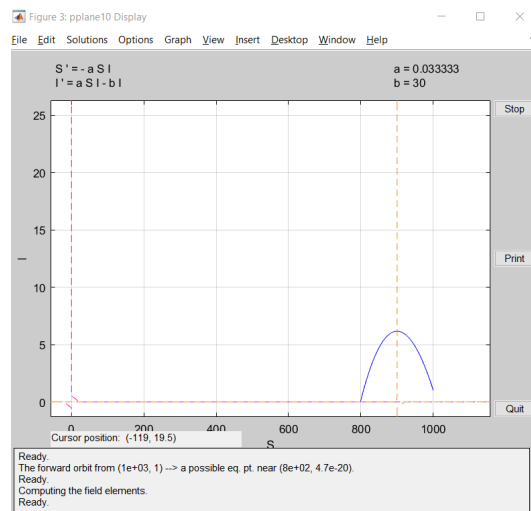 Figure 3: pplane10 Display
File Edit Solutions Options Graph View Insert Desktop Window Help
S ' = - a S I
I ' = a S I - b I
a = 0.033333
b = 30
Stop
25
20
15
10
5
0
I
Print
Quit
0 200 400 600 800 1000
S
Cursor position: (-119, 19.5)
Ready.
The forward orbit from (1e+03, 1) --> a possible eq. pt. near (8e+02, 4.7e-20).
Ready.
Computing the field elements.
Ready.